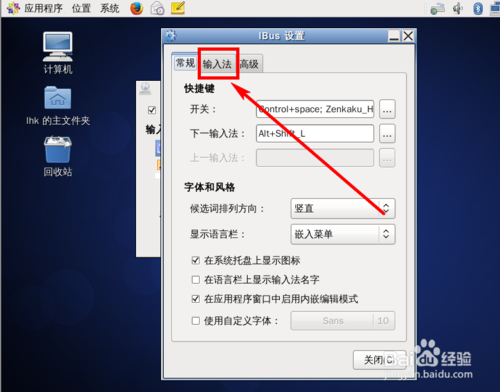 应用程序 位置 系统
IBus 设置
计算机
lhk 的主文件夹
回收站
常规 输入法 高级
快捷键
开关： Control+space; Zenkaku_H ...
下一输入法： Alt+Shift_L ...
上一输入法： ...
字体和风格
候选词排列方向： 竖直
显示语言栏： 嵌入菜单
在系统托盘上显示图标
在语言栏上显示输入法名字
在应用程序窗口中启用内嵌编辑模式
使用自定义字体： Sans 10
关闭(C)
Baidu 经验
jingyan.baidu.com